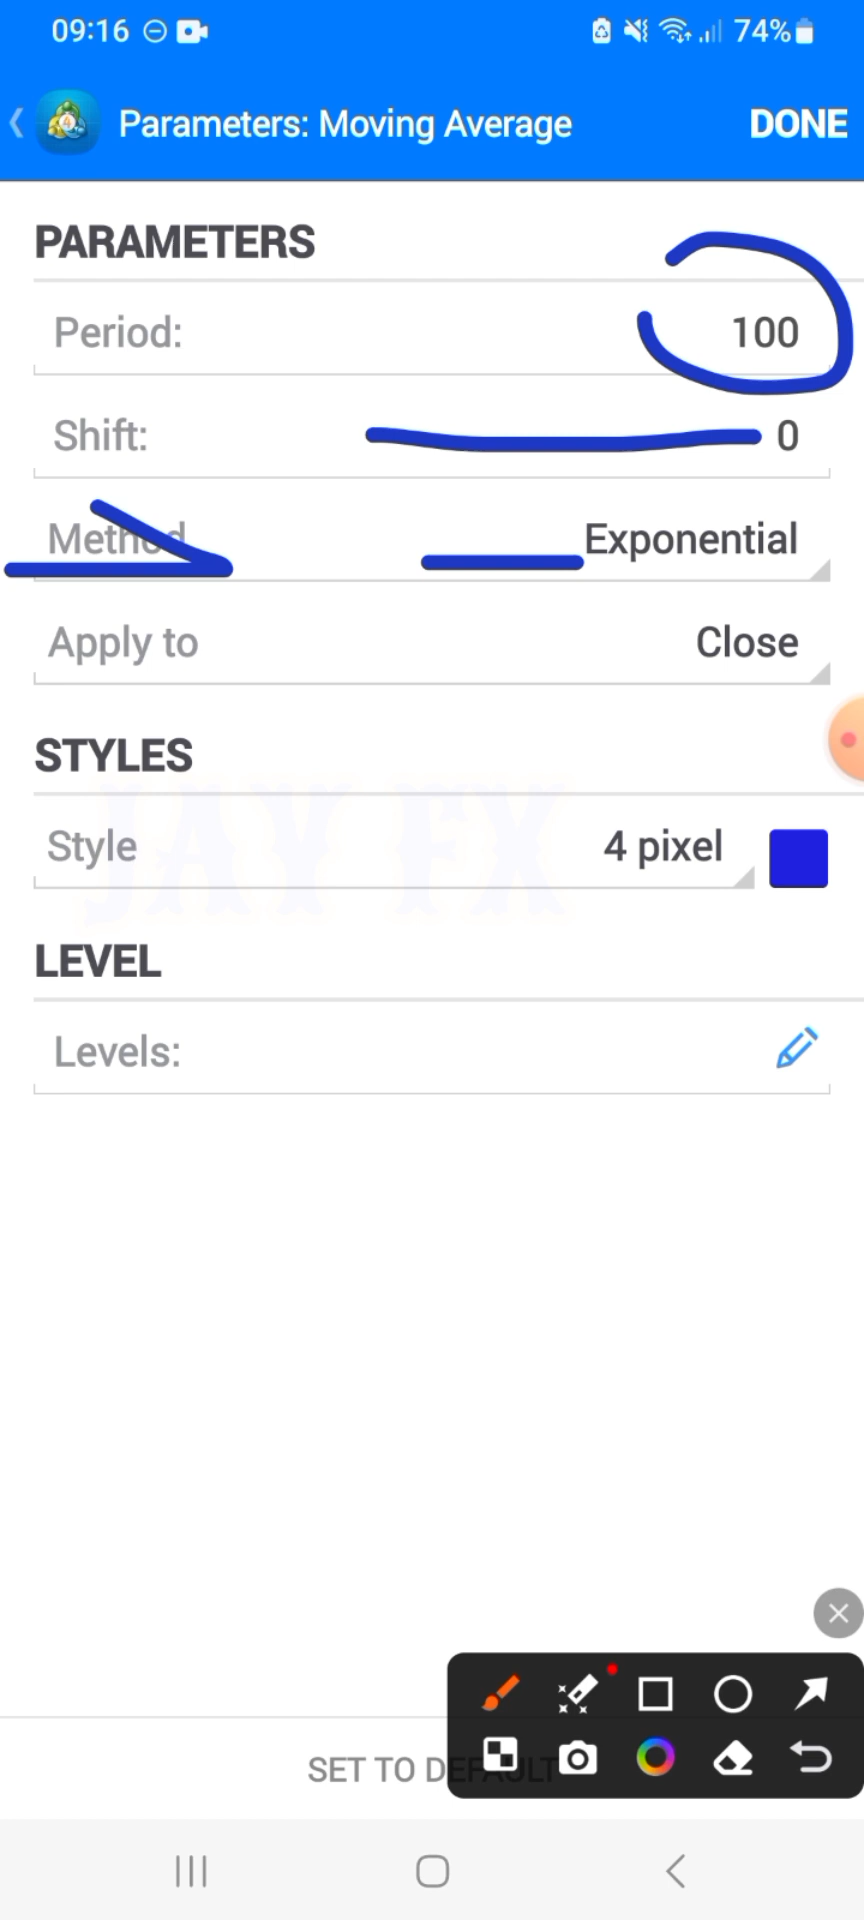 09:16 74%
Parameters: Moving Average DONE
PARAMETERS
Period: 100
Shift: 0
Method Exponential
Apply to Close
STYLES
JAY FX
Style 4 pixel
LEVEL
Levels:
SET TO DEFAULT